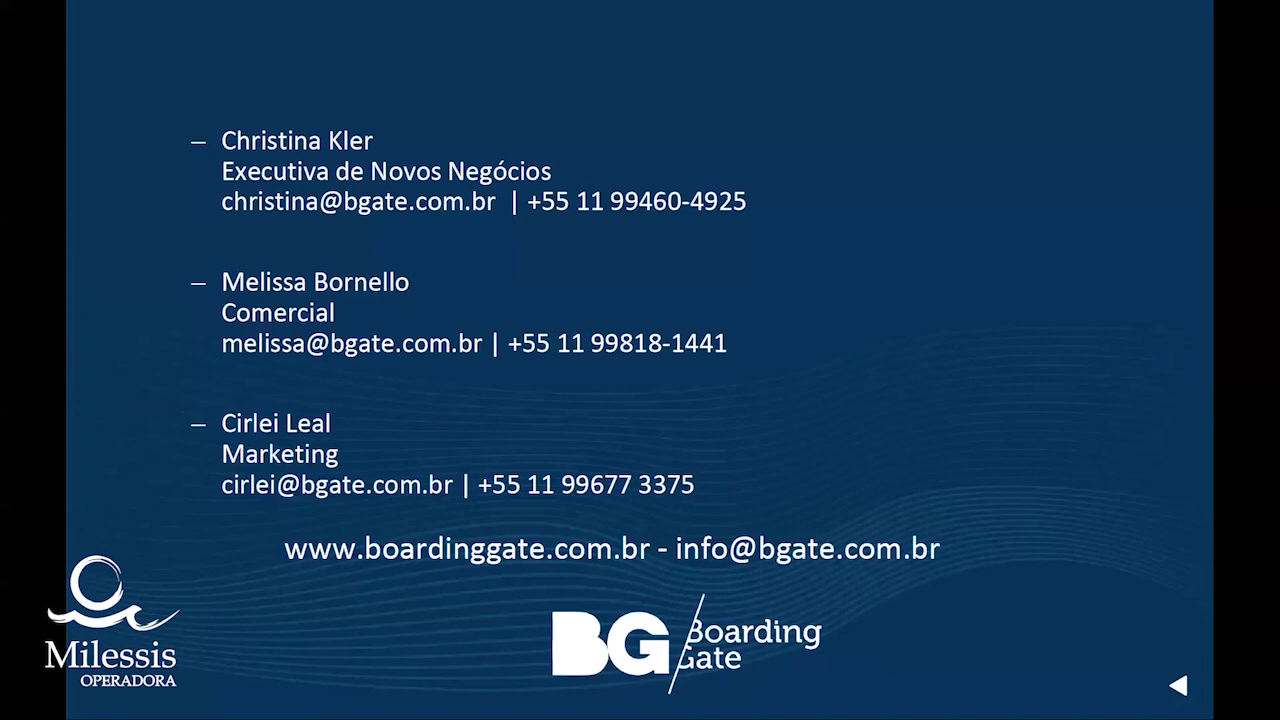 – Christina Kler
Executiva de Novos Negócios
christina@bgate.com.br | +55 11 99460-4925
– Melissa Bornello
Comercial
melissa@bgate.com.br | +55 11 99818-1441
– Cirlei Leal
Marketing
cirlei@bgate.com.br | +55 11 99677 3375
www.boardinggate.com.br - info@bgate.com.br
Milessis
OPERADORA
BG Boarding
Gate